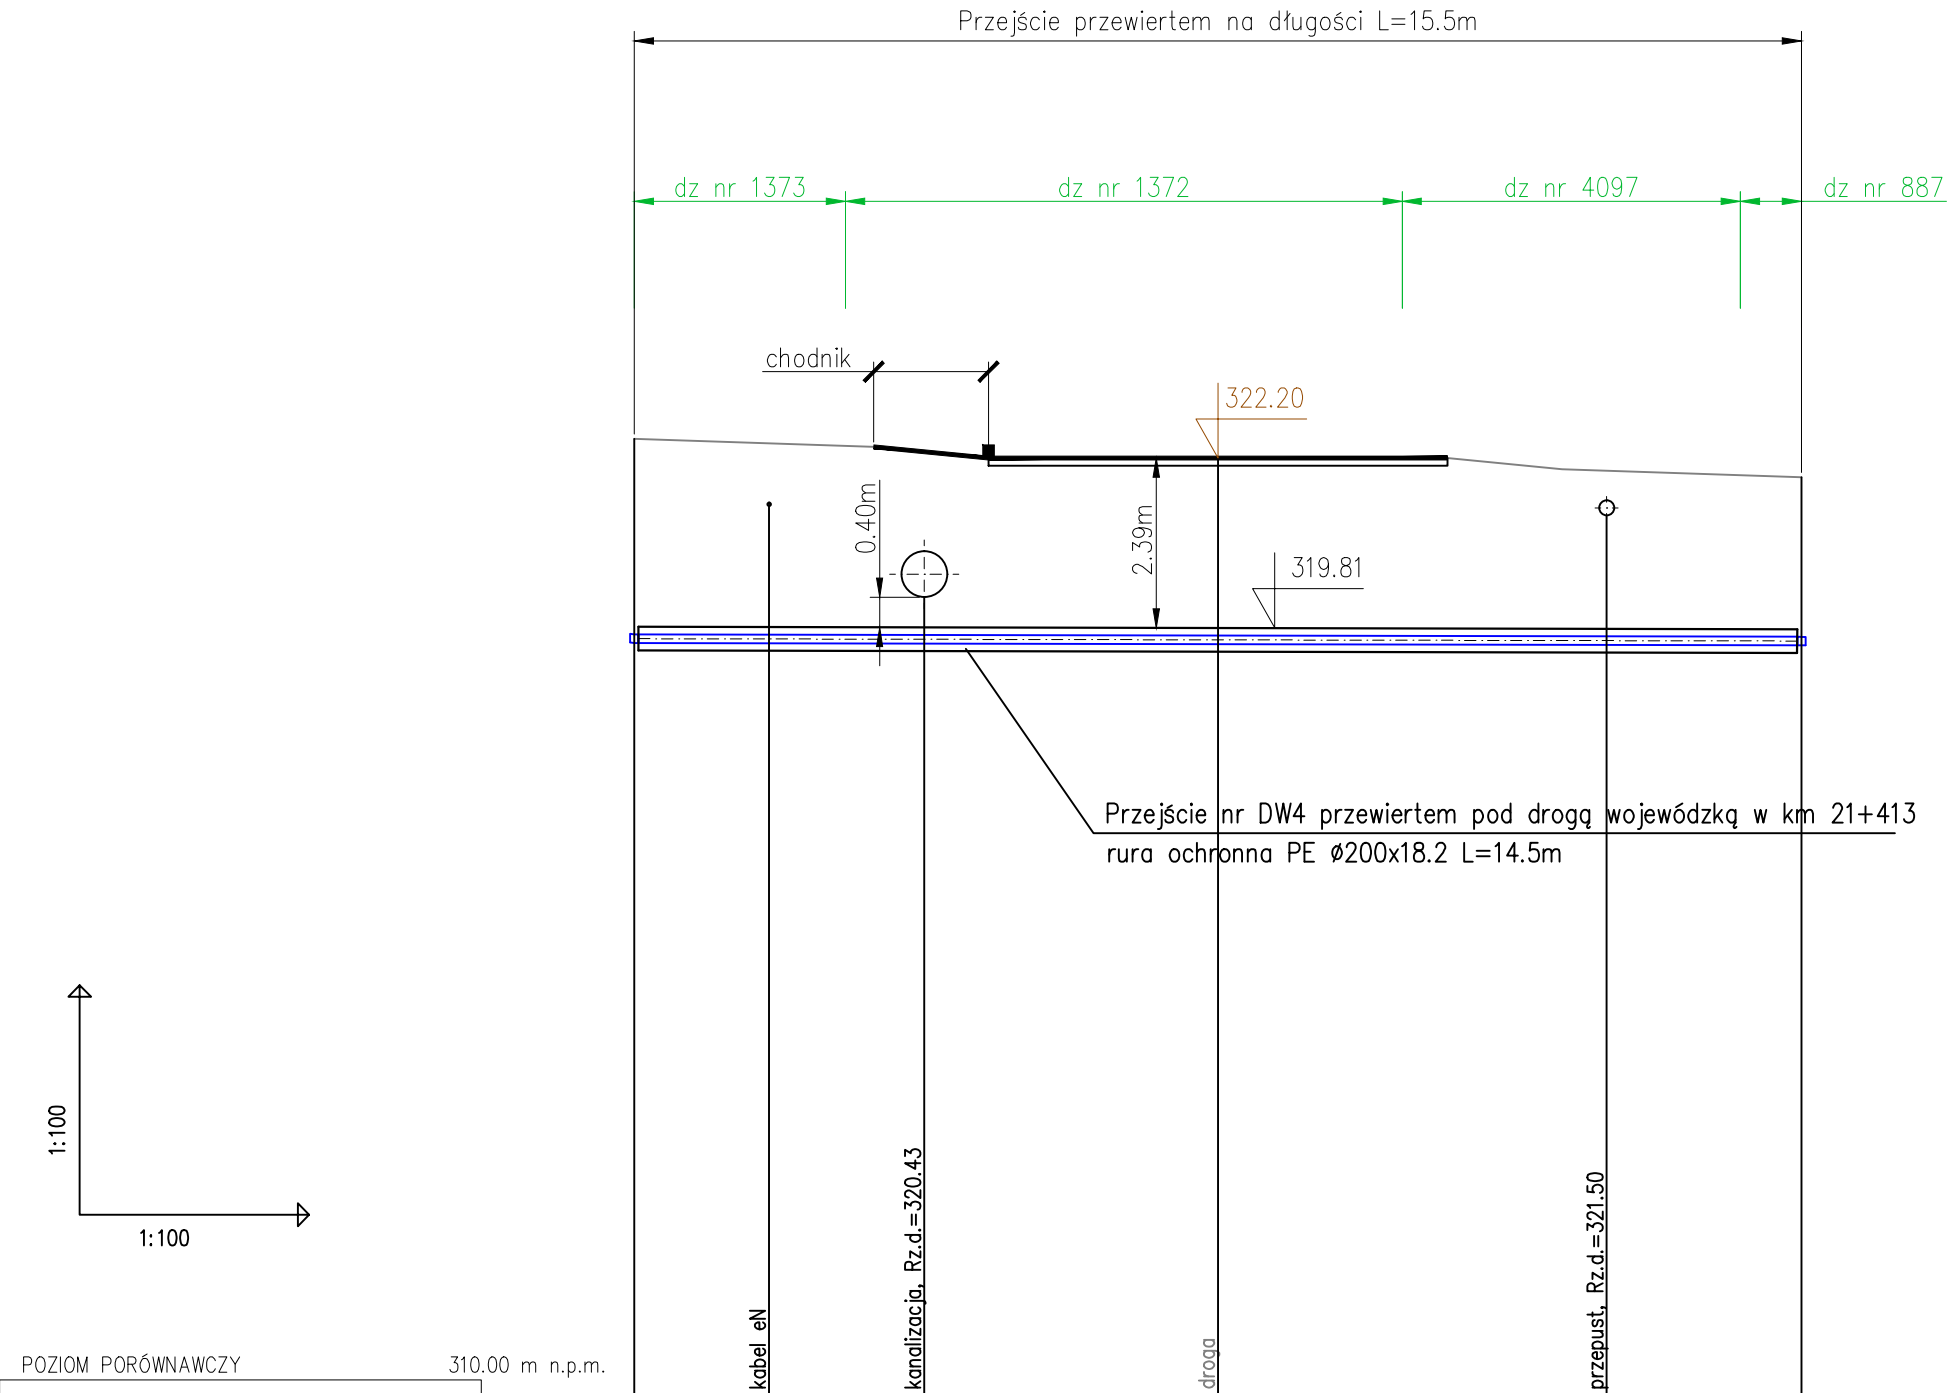 Przejście przewiertem na długości L=15.5m
dz nr 1373
dz nr 1372
dz nr 4097
dz nr 887
chodnik
322.20
0.40m
2.39m
319.81
Przejście nr DW4 przewiertem pod drogą wojewódzką w km 21+413
rura ochronna PE ø200x18.2 L=14.5m
1:100
1:100
kabel eN
kanalizacja, Rz.d.=320.43
droga
przepust, Rz.d.=321.50
POZIOM PORÓWNAWCZY 310.00 m n.p.m.